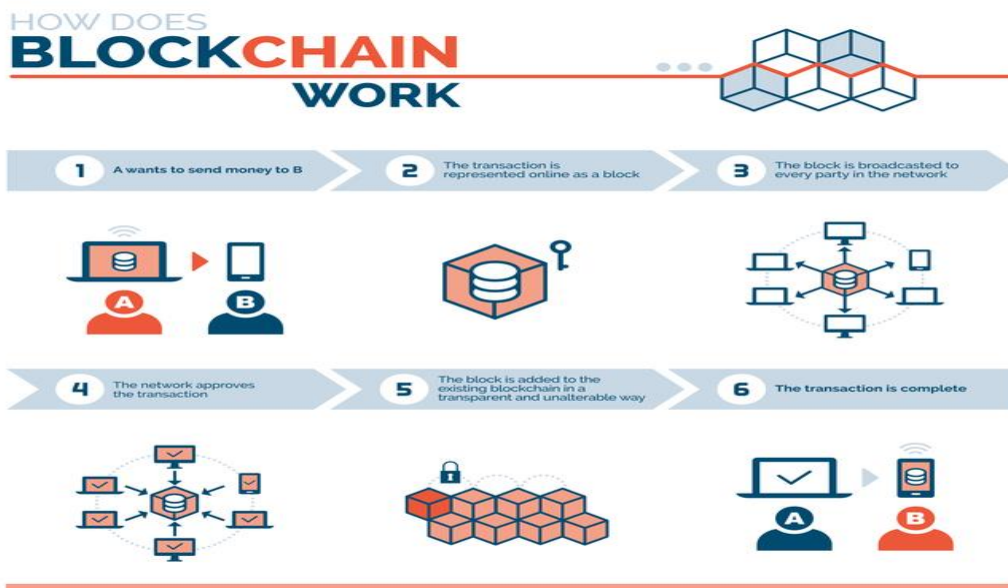 HOW DOES
BLOCKCHAIN
WORK
1
A wants to send money to B
2
The transaction is
represented online as a block
3
The block is broadcasted to
every party in the network
A
B
4
The network approves
the transaction
5
The block is added to the
existing blockchain in a
transparent and unalterable way
6
The transaction is complete
A
B